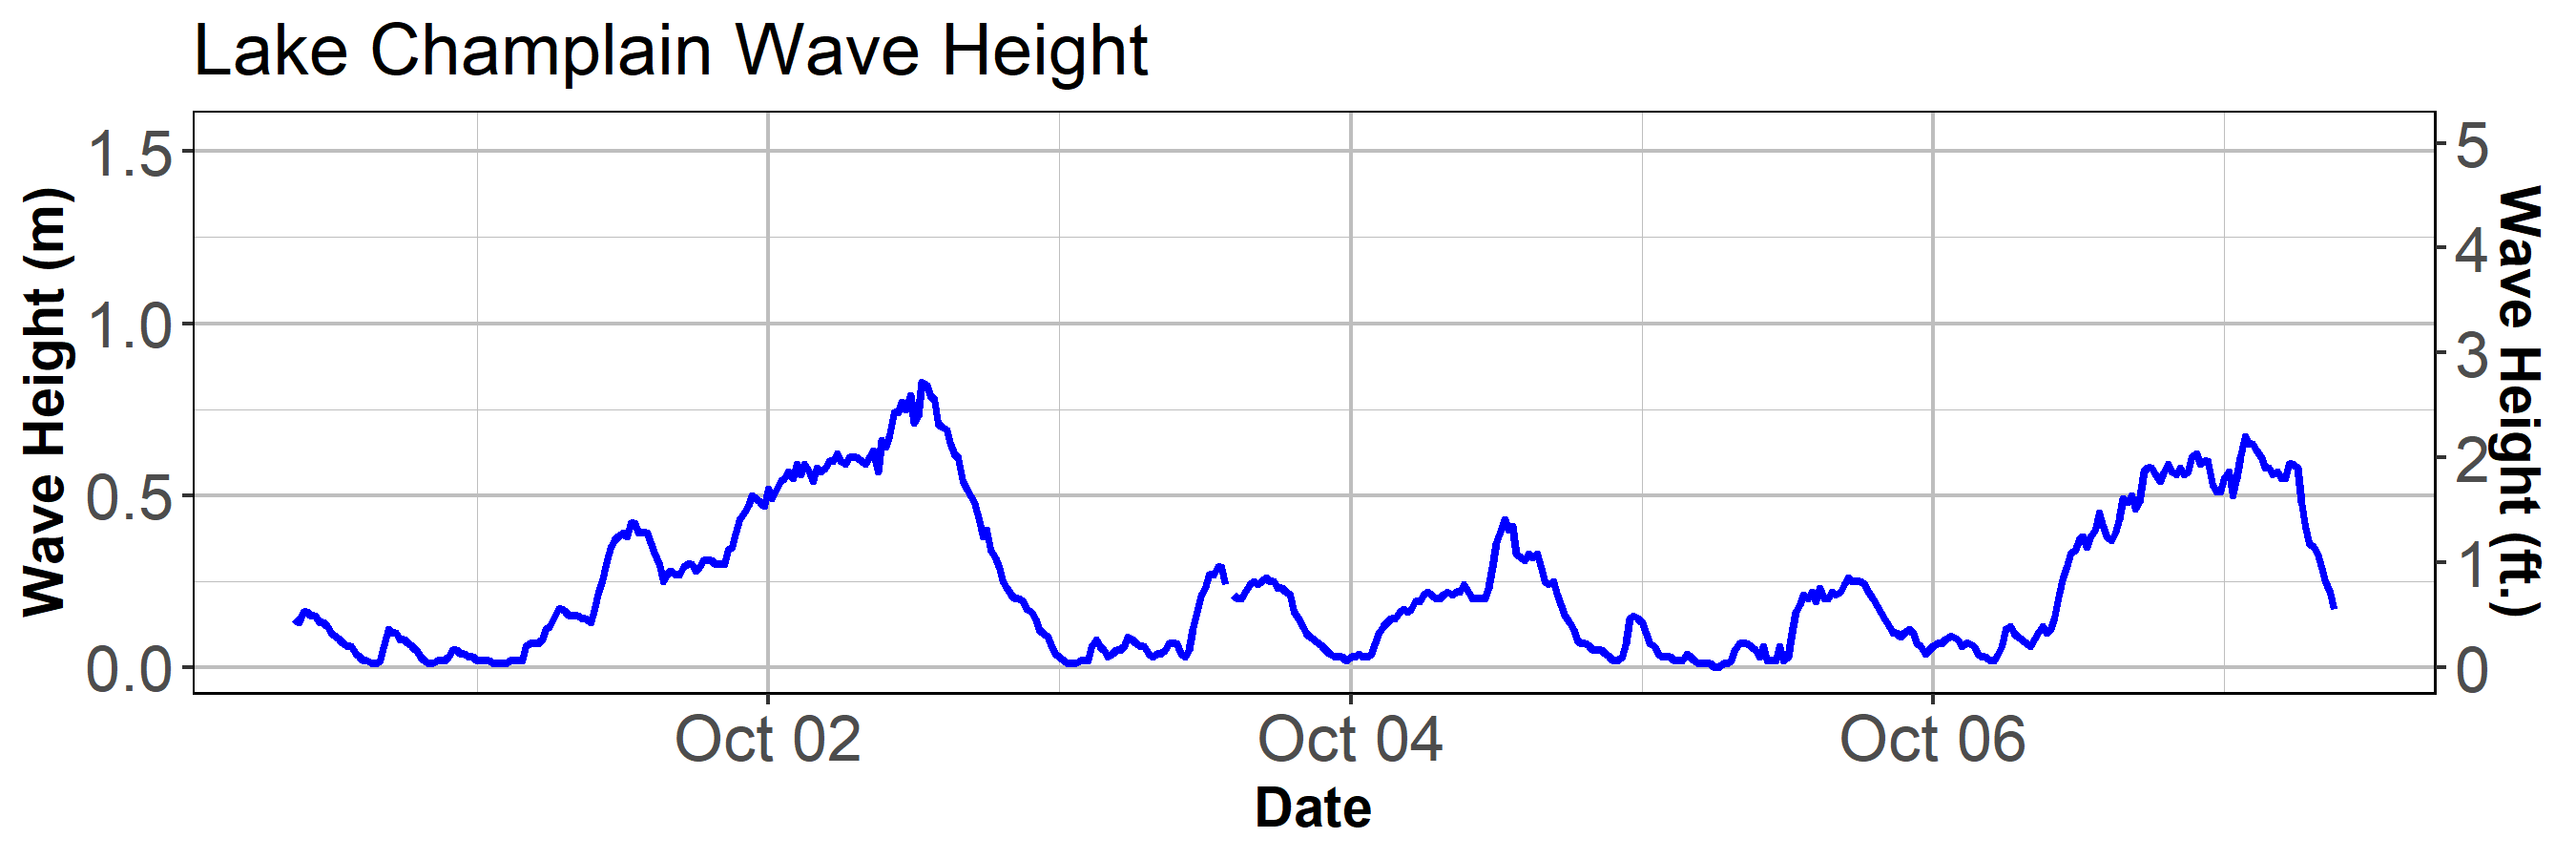 Lake Champlain Wave Height
Wave Height (m)
1.5
1.0
0.5
0.0
5
4
3
2
1
0
Wave Height (ft.)
Oct 02
Oct 04
Oct 06
Date